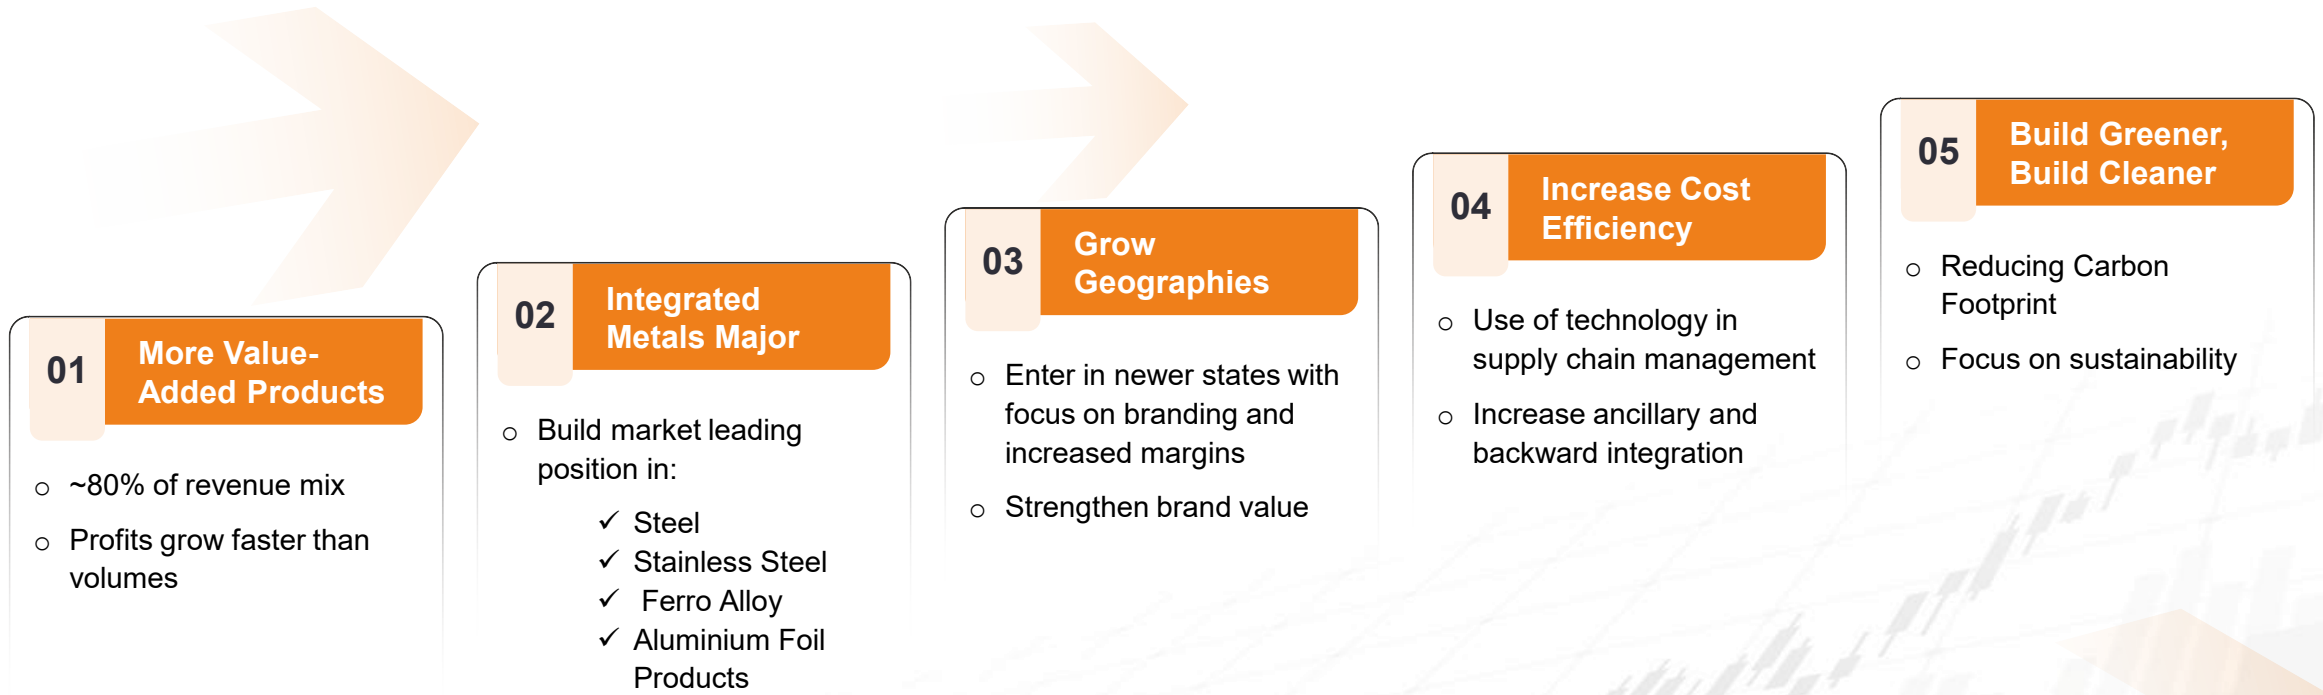 01
More Value-
Added Products
○ ~80% of revenue mix
○ Profits grow faster than
volumes
02
Integrated
Metals Major
○ Build market leading
position in:
✓ Steel
✓ Stainless Steel
✓ Ferro Alloy
✓ Aluminium Foil
Products
03
Grow
Geographies
○ Enter in newer states with
focus on branding and
increased margins
○ Strengthen brand value
04
Increase Cost
Efficiency
○ Use of technology in
supply chain management
○ Increase ancillary and
backward integration
05
Build Greener,
Build Cleaner
○ Reducing Carbon
Footprint
○ Focus on sustainability